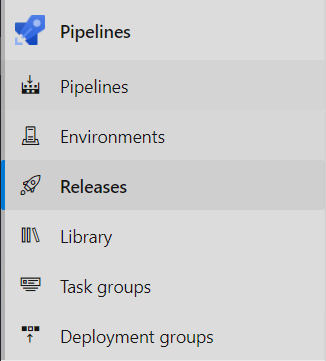 Pipelines
Pipelines
Environments
Releases
Library
Task groups
Deployment groups